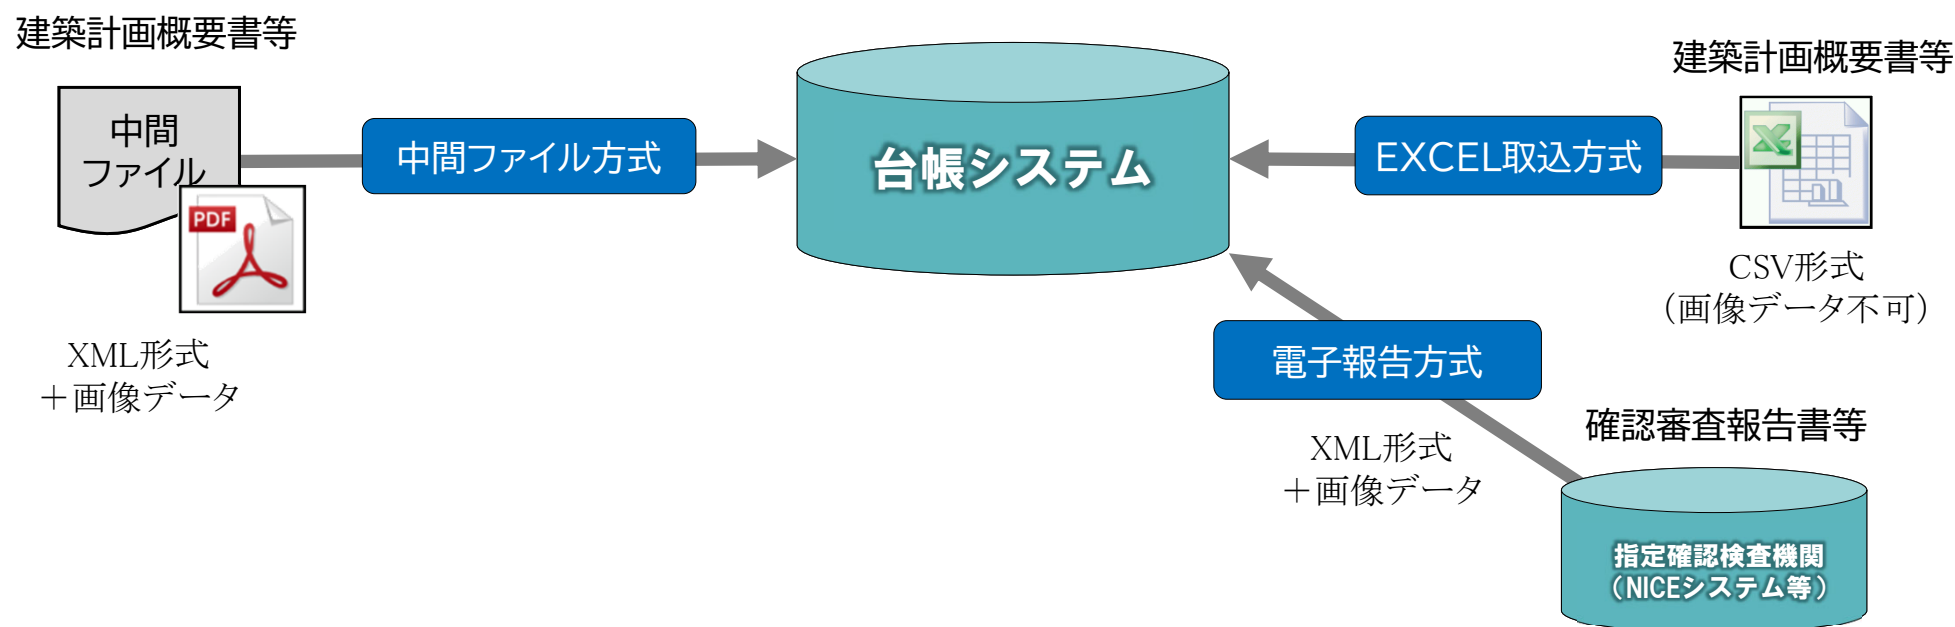 建築計画概要書等
中間
ファイル
PDF
XML形式
＋画像データ
中間ファイル方式
台帳システム
EXCEL取込方式
建築計画概要書等
CSV形式
（画像データ不可）
電子報告方式
XML形式
＋画像データ
確認審査報告書等
指定確認検査機関
（NICEシステム等）